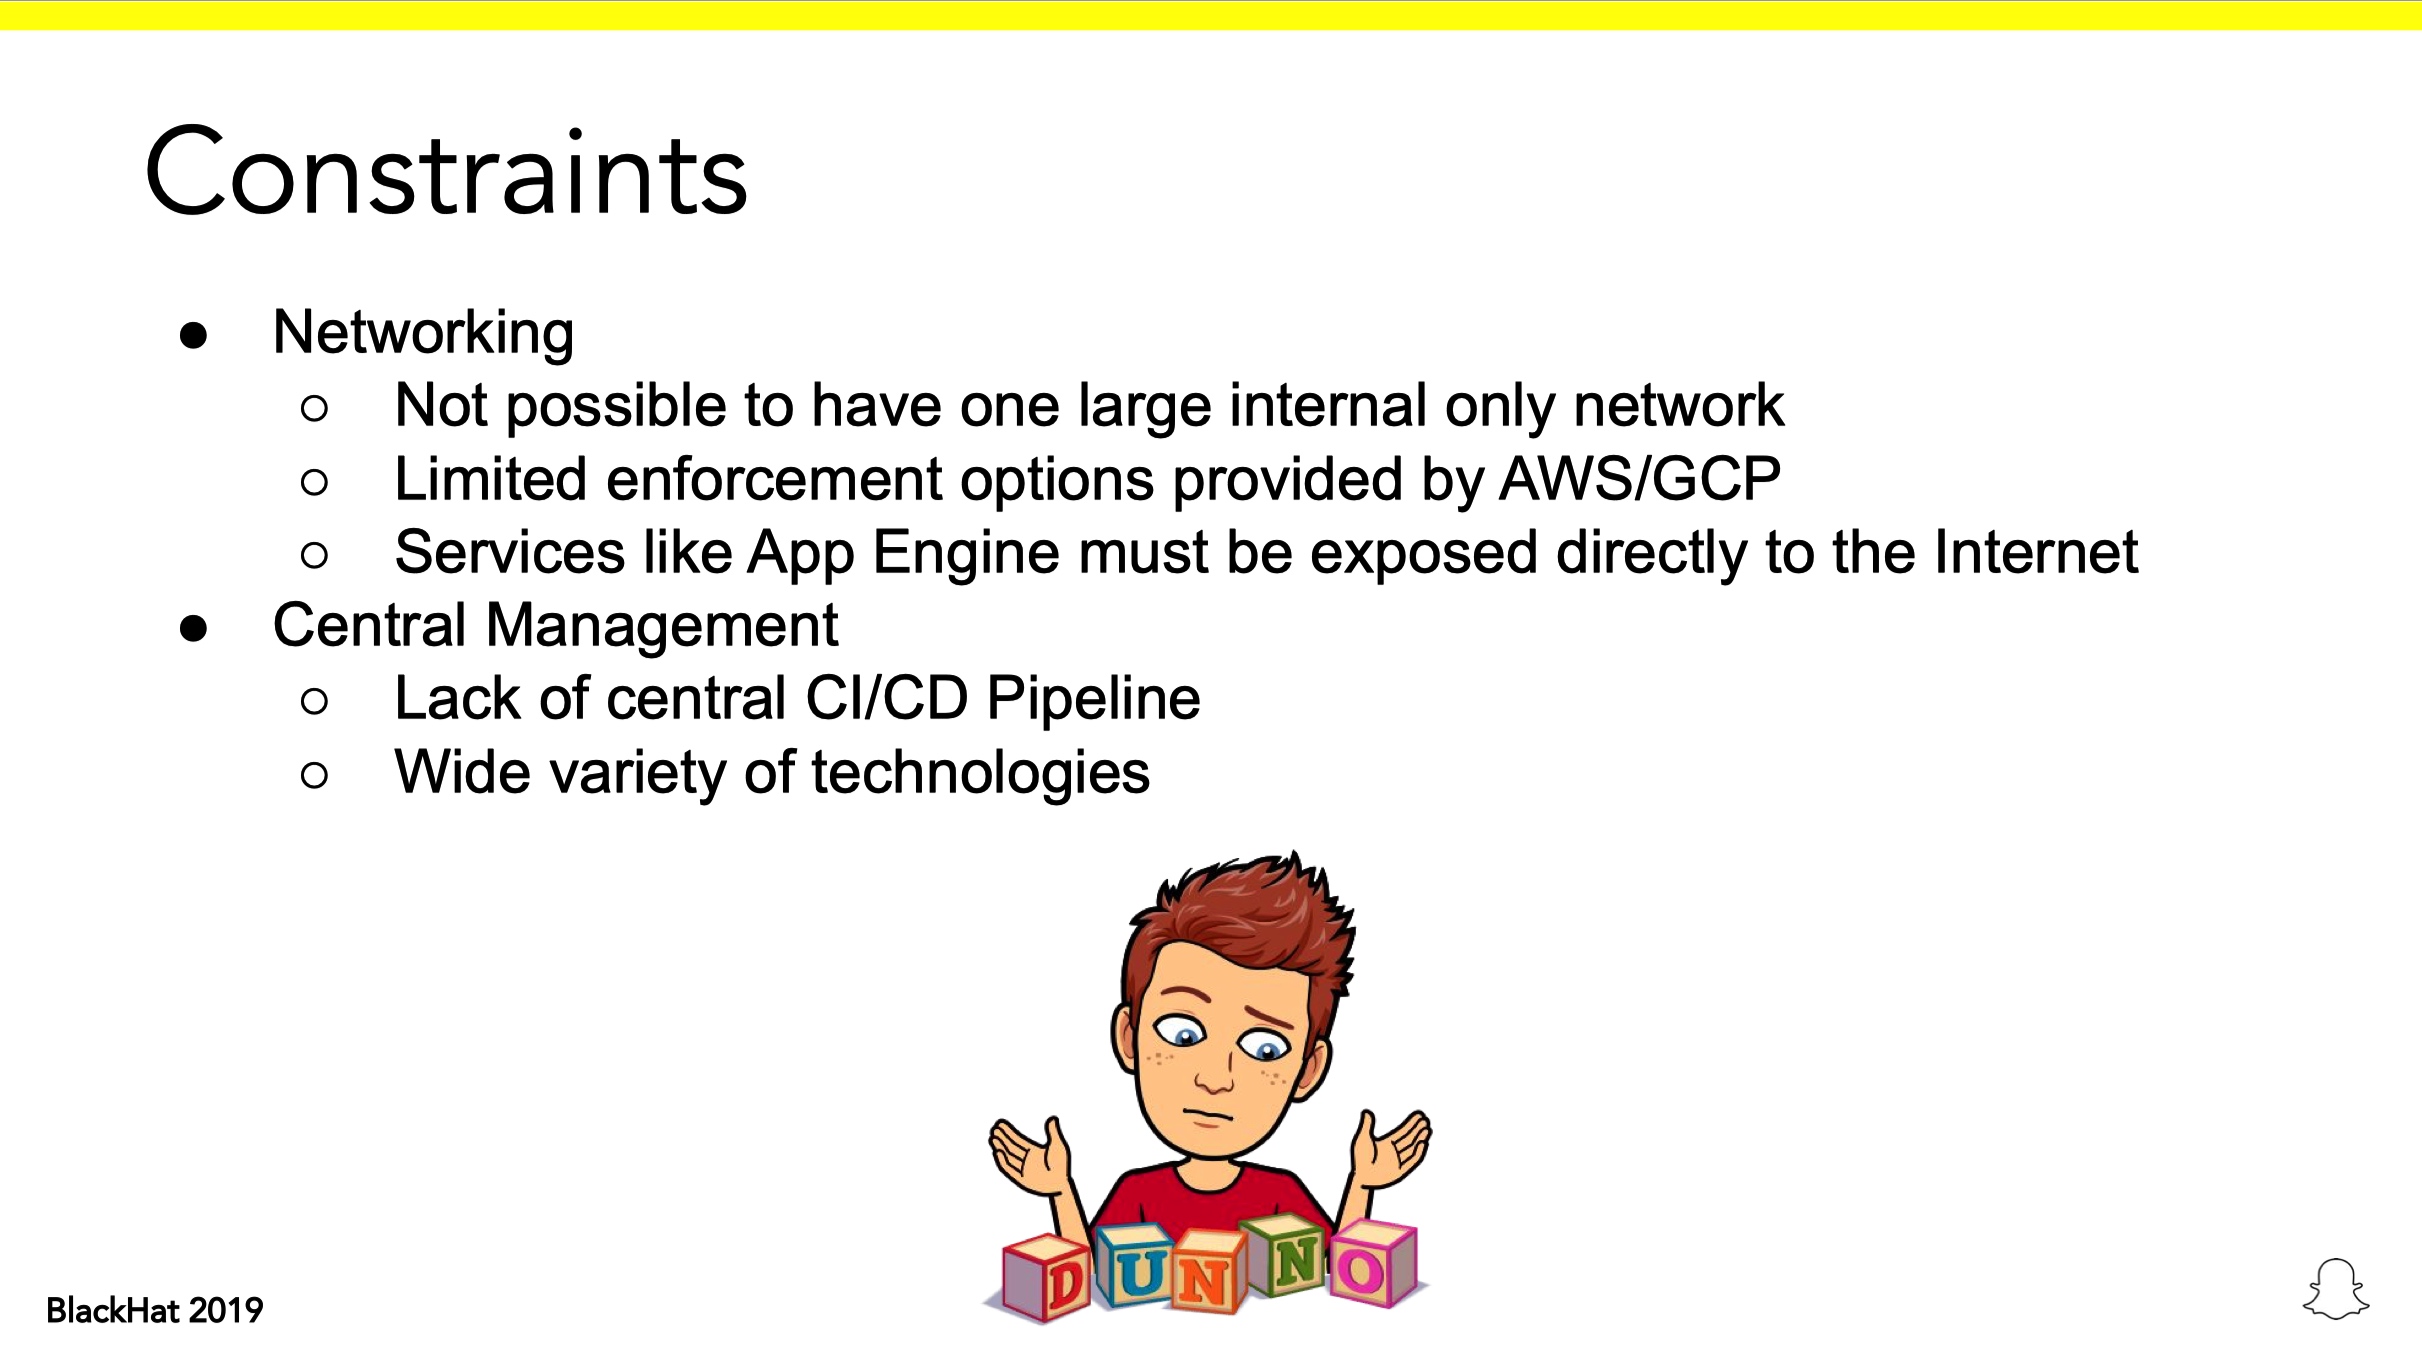 Constraints
● Networking
○ Not possible to have one large internal only network
○ Limited enforcement options provided by AWS/GCP
○ Services like App Engine must be exposed directly to the Internet
● Central Management
○ Lack of central CI/CD Pipeline
○ Wide variety of technologies
DUNNO
BlackHat 2019